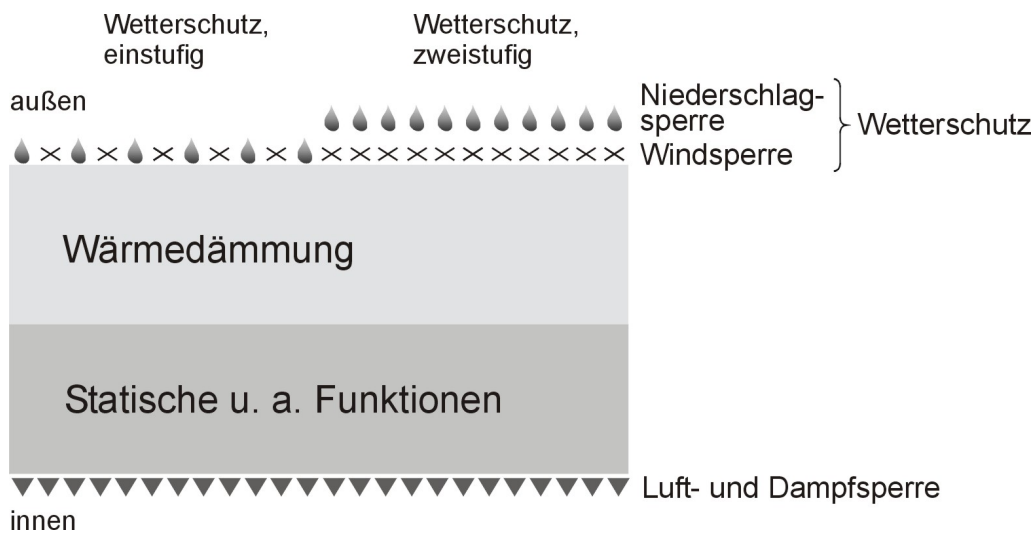 Wetterschutz,
einstufig
Wetterschutz,
zweistufig
außen
Niederschlag-
sperre
Windsperre
Wetterschutz
Wärmedämmung
Statische u. a. Funktionen
Luft- und Dampfsperre
innen